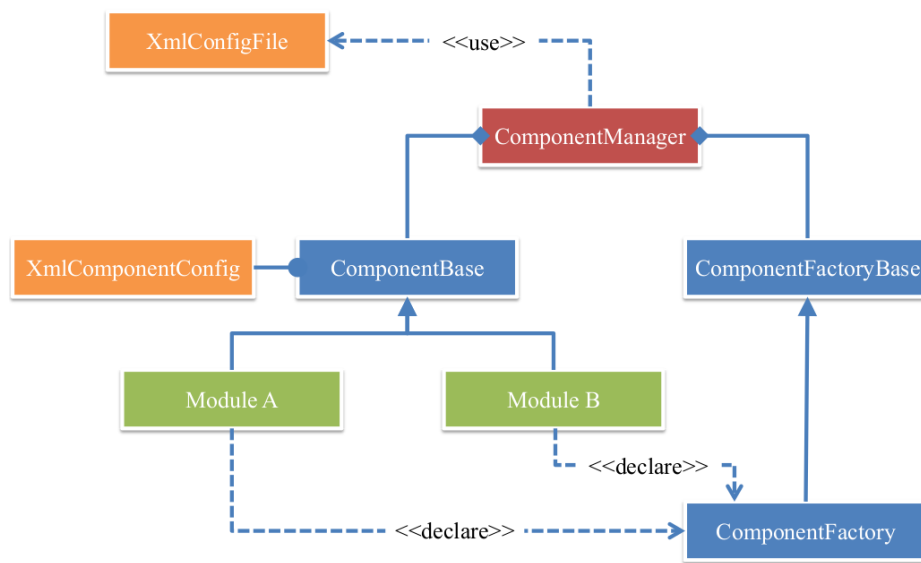 XmlConfigFile
<<use>>
ComponentManager
XmlComponentConfig
ComponentBase
ComponentFactoryBase
Module A
Module B
<<declare>>
<<declare>>
ComponentFactory